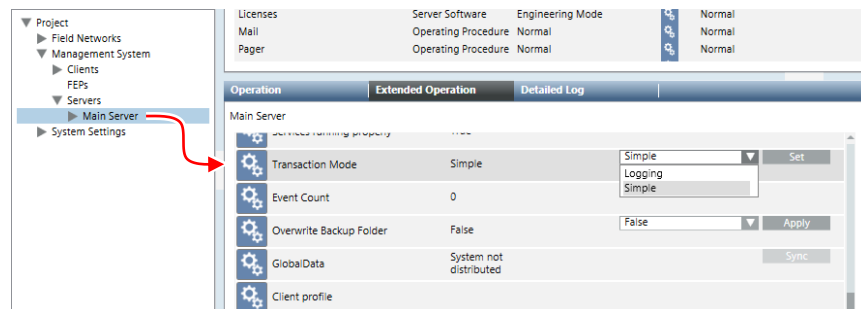 Project
Field Networks
Management System
Clients
FEPs
Servers
Main Server
System Settings
Licenses Server Software Engineering Mode Normal
Mail Operating Procedure Normal Normal
Pager Operating Procedure Normal Normal
Operation Extended Operation Detailed Log
Main Server
Services running properly True
Transaction Mode Simple Simple Set
Logging
Simple
Event Count 0
Overwrite Backup Folder False False Apply
GlobalData System not distributed Sync
Client profile